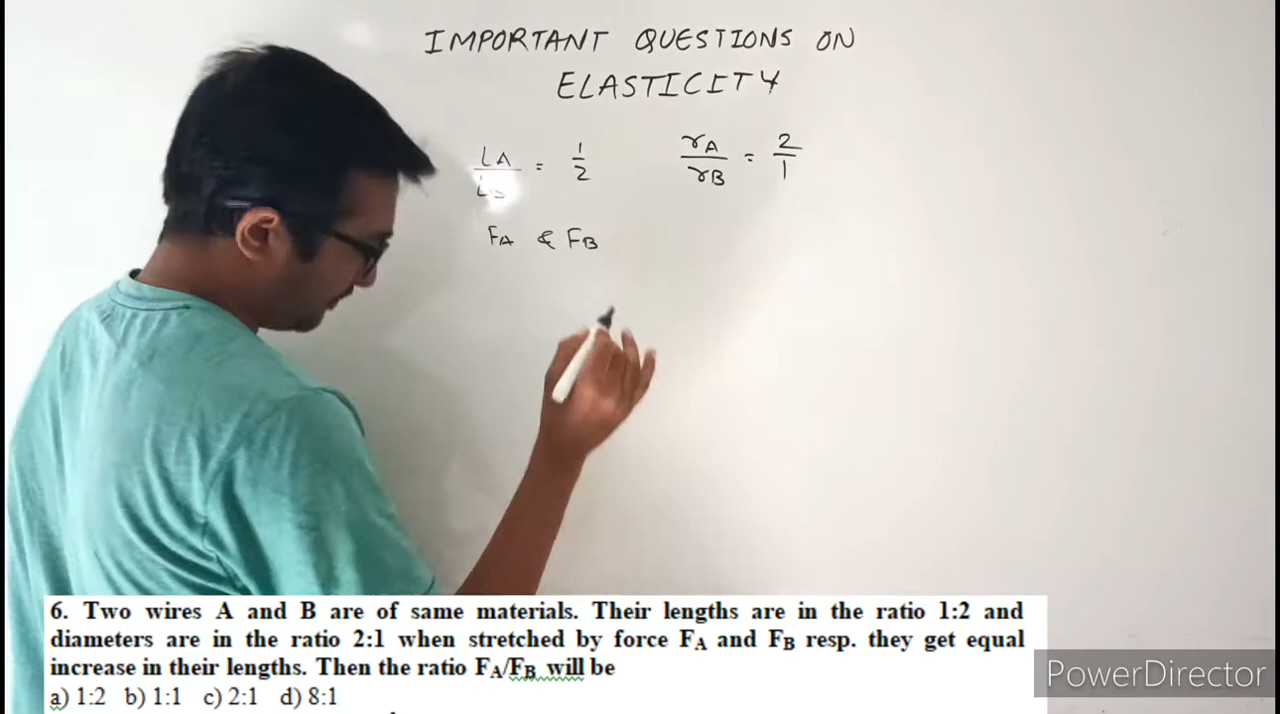 IMPORTANT QUESTIONS ON
ELASTICITY
LA = 1/2   rA/rB = 2/1
FA & FB
6. Two wires A and B are of same materials. Their lengths are in the ratio 1:2 and
diameters are in the ratio 2:1 when stretched by force FA and FB resp. they get equal
increase in their lengths. Then the ratio FA/FB will be
a) 1:2 b) 1:1 c) 2:1 d) 8:1
PowerDirector